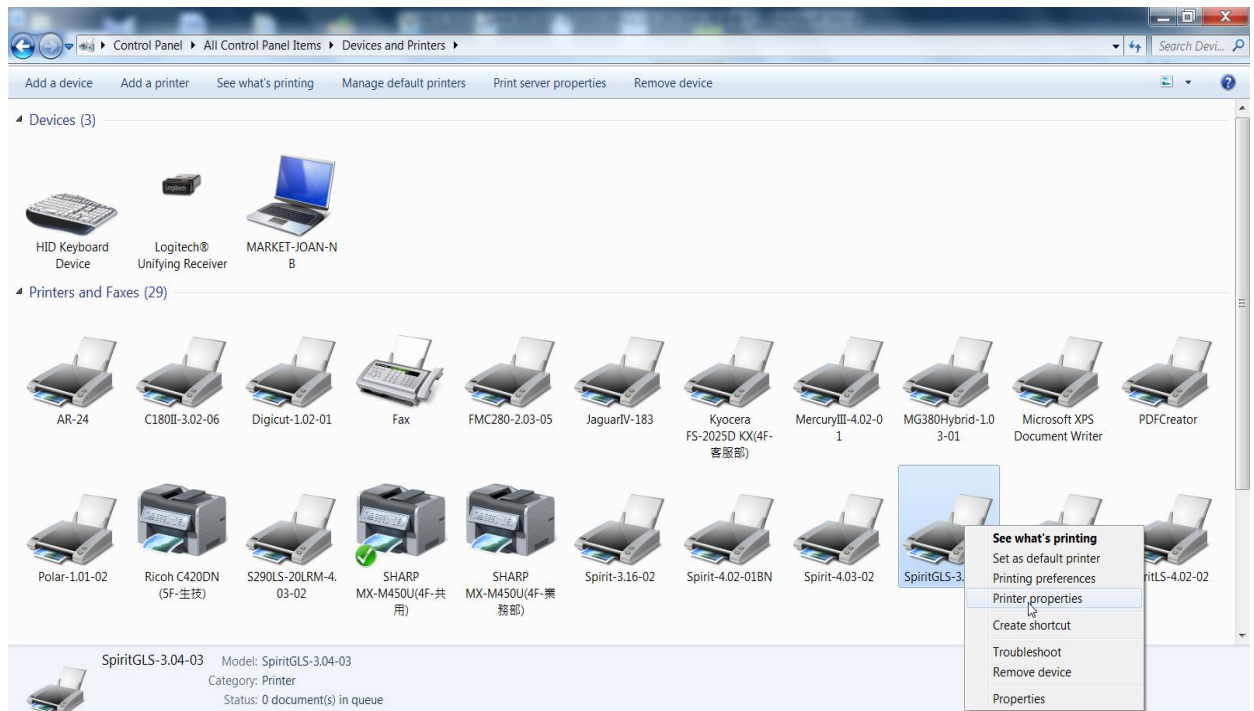 Control Panel ▸ All Control Panel Items ▸ Devices and Printers ▸
Search Devi...
Add a device Add a printer See what's printing Manage default printers Print server properties Remove device
Devices (3)
Logitech
HID Keyboard
Device
Logitech®
Unifying Receiver
MARKET-JOAN-N
B
Printers and Faxes (29)
AR-24
C180II-3.02-06
Digicut-1.02-01
Fax
FMC280-2.03-05
JaguarIV-183
Kyocera
FS-2025D KX(4F-
客服部)
MercuryIII-4.02-0
1
MG380Hybrid-1.0
3-01
Microsoft XPS
Document Writer
PDFCreator
Polar-1.01-02
Ricoh C420DN
(5F-生技)
S290LS-20LRM-4.
03-02
SHARP
MX-M450U(4F-共
用)
SHARP
MX-M450U(4F-業
務部)
Spirit-3.16-02
Spirit-4.02-01BN
Spirit-4.03-02
SpiritGLS-3.
ritLS-4.02-02
See what's printing
Set as default printer
Printing preferences
Printer properties
Create shortcut
Troubleshoot
Remove device
Properties
SpiritGLS-3.04-03 Model: SpiritGLS-3.04-03
Category: Printer
Status: 0 document(s) in queue